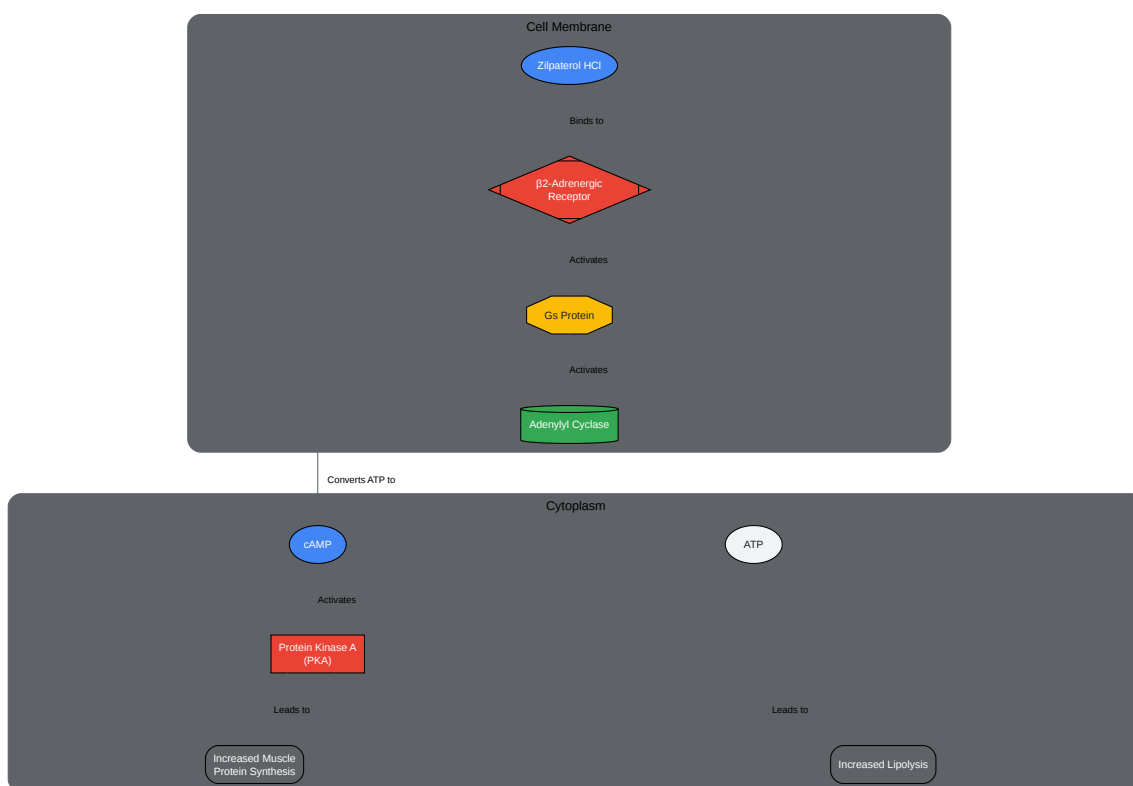 Cell Membrane
Zilpaterol HCl
Binds to
β2-Adrenergic
Receptor
Activates
Gs Protein
Activates
Adenylyl Cyclase
Converts ATP to
Cytoplasm
cAMP
ATP
Activates
Protein Kinase A
(PKA)
Leads to
Leads to
Increased Muscle
Protein Synthesis
Increased Lipolysis